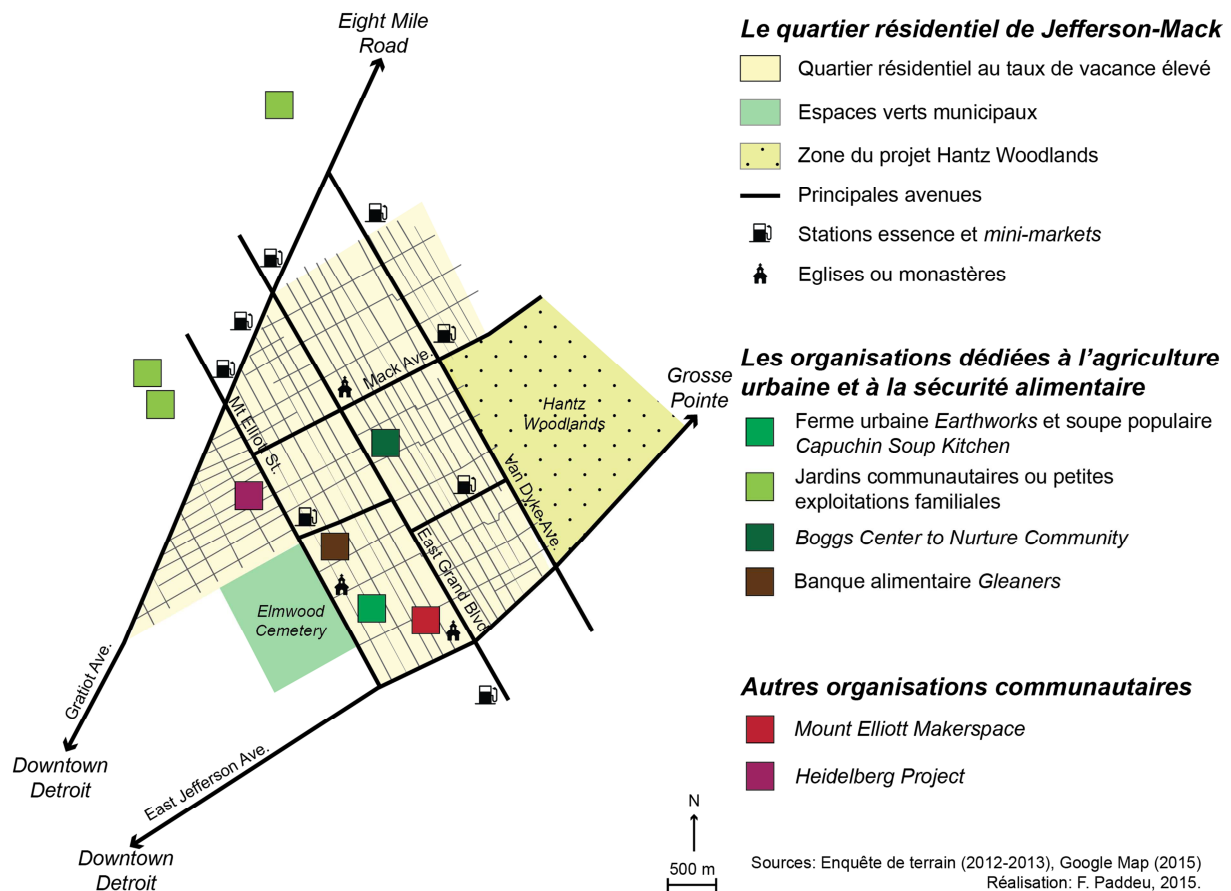 Eight Mile
Road
Mack Ave.
Mt Elliott St.
Hantz
Woodlands
Grosse
Pointe
Van Dyke Ave.
East Grand Blvd
Elmwood
Cemetery
Gratiot Ave.
Downtown
Detroit
East Jefferson Ave.
Downtown
Detroit
Le quartier résidentiel de Jefferson-Mack
Quartier résidentiel au taux de vacance élevé
Espaces verts municipaux
Zone du projet Hantz Woodlands
Principales avenues
Stations essence et mini-markets
Eglises ou monastères
Les organisations dédiées à l'agriculture
urbaine et à la sécurité alimentaire
Ferme urbaine Earthworks et soupe populaire
Capuchin Soup Kitchen
Jardins communautaires ou petites
exploitations familiales
Boggs Center to Nurture Community
Banque alimentaire Gleaners
Autres organisations communautaires
Mount Elliott Makerspace
Heidelberg Project
N
500 m
Sources: Enquête de terrain (2012-2013), Google Map (2015)
Réalisation: F. Paddeu, 2015.